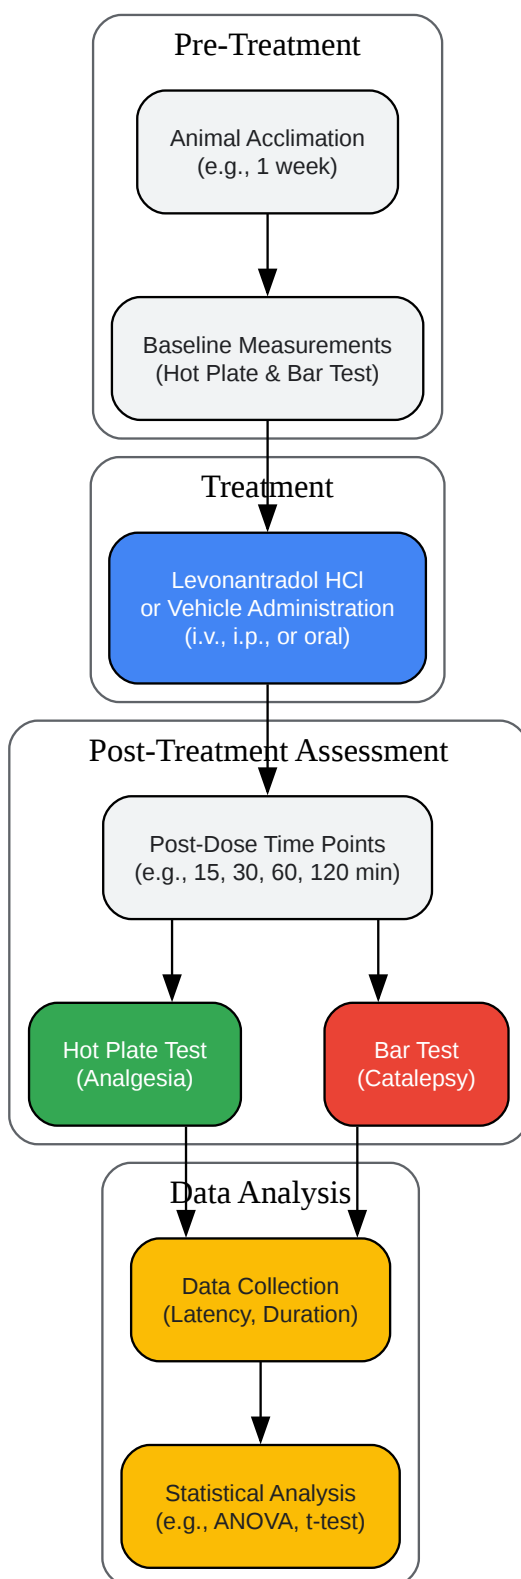 Pre-Treatment
Animal Acclimation
(e.g., 1 week)
Baseline Measurements
(Hot Plate & Bar Test)
Treatment
Levonantradol HCl
or Vehicle Administration
(i.v., i.p., or oral)
Post-Treatment Assessment
Post-Dose Time Points
(e.g., 15, 30, 60, 120 min)
Hot Plate Test
(Analgesia)
Bar Test
(Catalepsy)
Data Analysis
Data Collection
(Latency, Duration)
Statistical Analysis
(e.g., ANOVA, t-test)